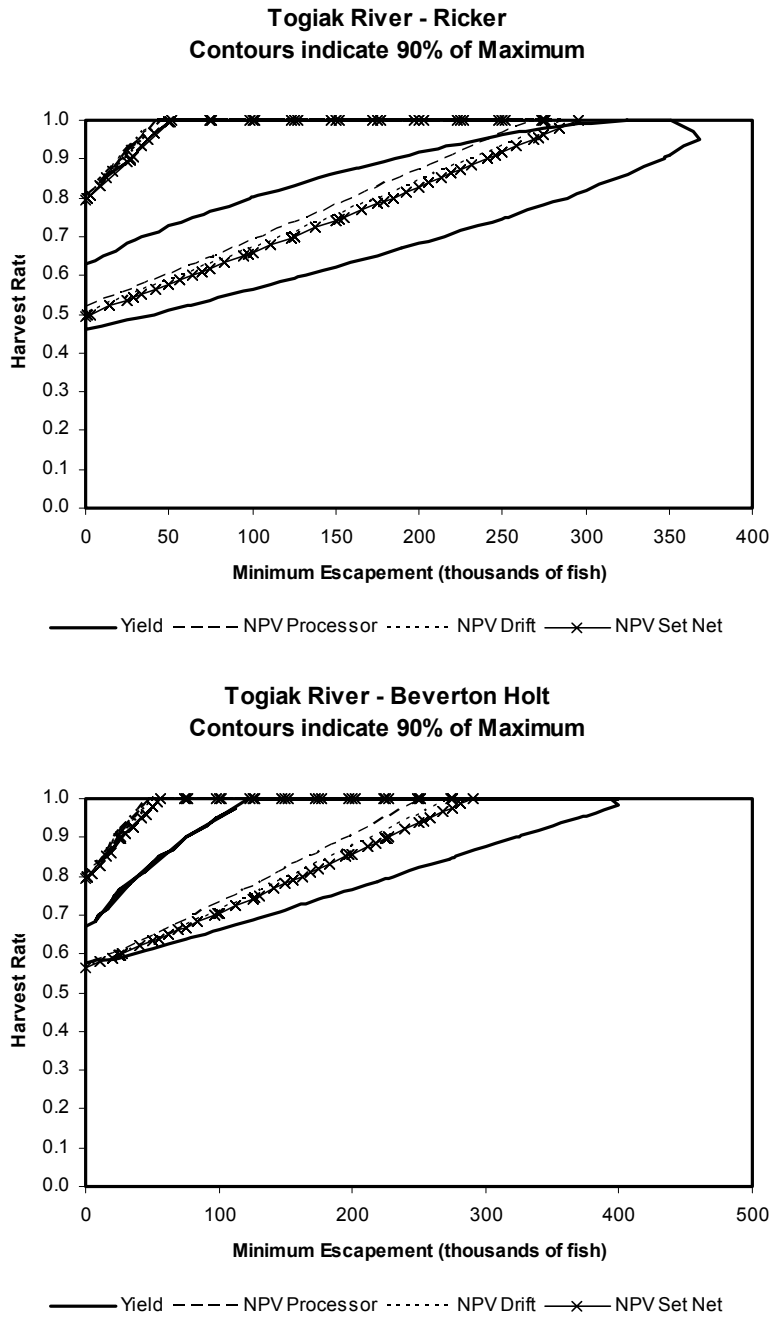 Togiak River - Ricker
Contours indicate 90% of Maximum
1.0
0.9
0.8
0.7
0.6
0.5
0.4
0.3
0.2
0.1
0.0
Harvest Rate
0 50 100 150 200 250 300 350 400
Minimum Escapement (thousands of fish)
Yield NPV Processor NPV Drift NPV Set Net
Togiak River - Beverton Holt
Contours indicate 90% of Maximum
1.0
0.9
0.8
0.7
0.6
0.5
0.4
0.3
0.2
0.1
0.0
Harvest Rate
0 100 200 300 400 500
Minimum Escapement (thousands of fish)
Yield NPV Processor NPV Drift NPV Set Net